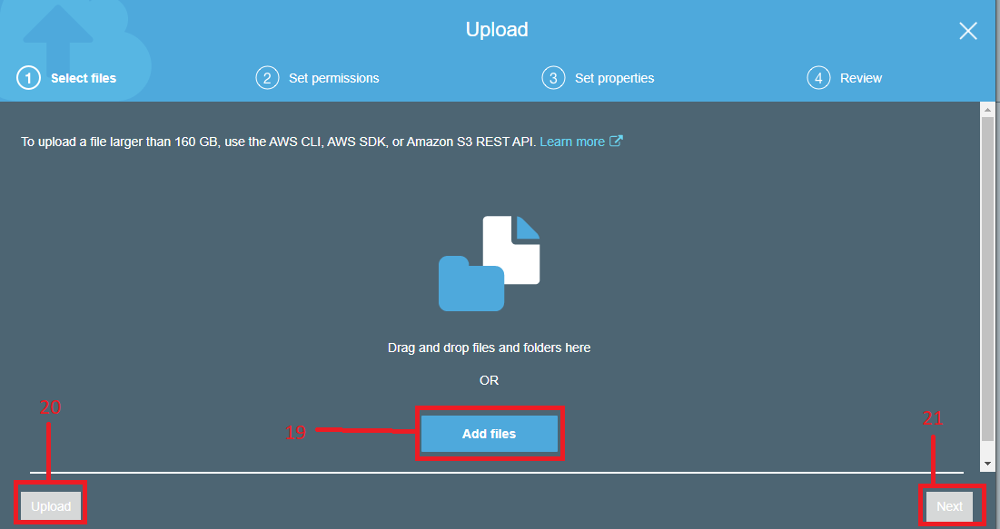 Upload
1 Select files
2 Set permissions
3 Set properties
4 Review
To upload a file larger than 160 GB, use the AWS CLI, AWS SDK, or Amazon S3 REST API. Learn more
Drag and drop files and folders here
OR
20
21
19
Add files
Upload
Next